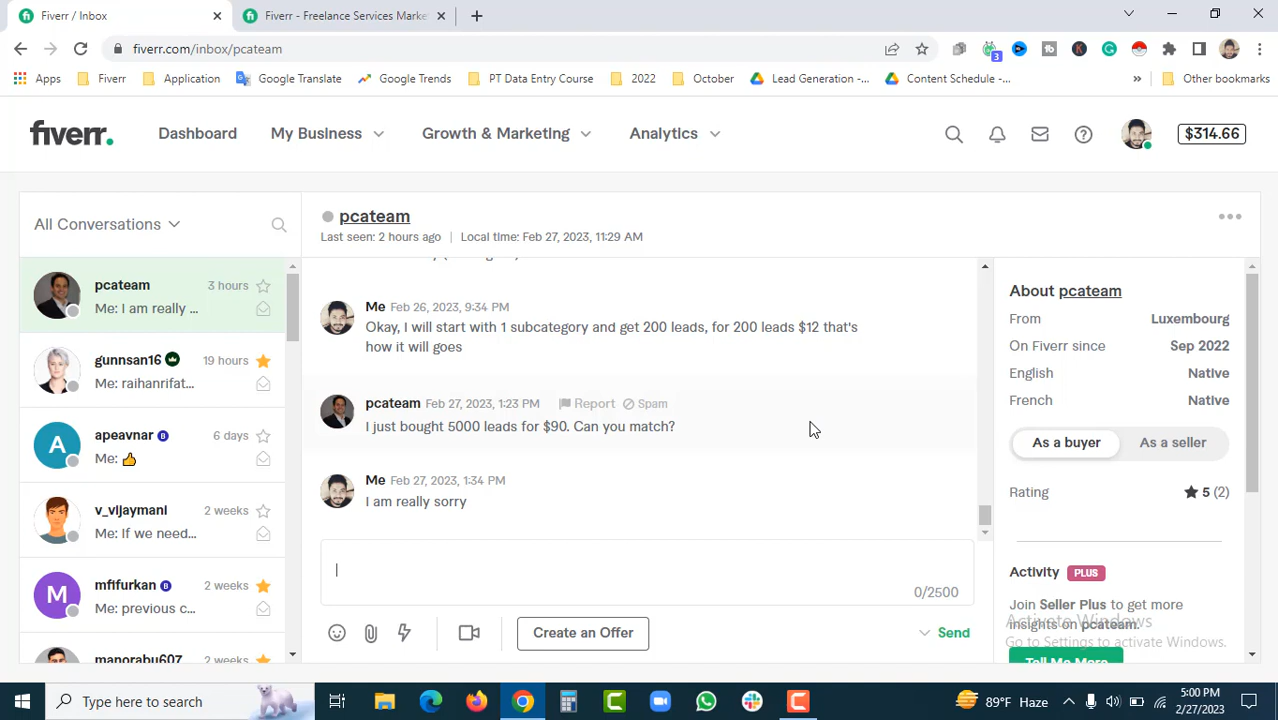 Fiverr / Inbox
Fiverr - Freelance Services Marke
fiverr.com/inbox/pcateam
3
Apps
Fiverr
Application
Google Translate
Google Trends
PT Data Entry Course
2022
October
Lead Generation -...
Content Schedule -...
»
Other bookmarks
fiverr.
Dashboard
My Business
Growth & Marketing
Analytics
$314.66
All Conversations
pcateam
Last seen: 2 hours ago | Local time: Feb 27, 2023, 11:29 AM
pcateam
3 hours
Me: I am really ...
gunnsan16
19 hours
Me: raihanrifat...
A
apeavnar
6 days
Me: 👍
v_vijaymani
2 weeks
Me: If we need...
M
mflfurkan
2 weeks
Me: previous c...
manorabu607
2 weeks
Me Feb 26, 2023, 9:34 PM
Okay, I will start with 1 subcategory and get 200 leads, for 200 leads $12 that's
how it will goes
pcateam Feb 27, 2023, 1:23 PM Report Spam
I just bought 5000 leads for $90. Can you match?
Me Feb 27, 2023, 1:34 PM
I am really sorry
0/2500
Create an Offer
Send
About pcateam
From Luxembourg
On Fiverr since Sep 2022
English Native
French Native
As a buyer
As a seller
Rating ★ 5 (2)
Activity PLUS
Join Seller Plus to get more
insights on pcateam.
Tell Me More
Activate Windows
Go to Settings to activate Windows.
Type here to search
89°F Haze
5:00 PM
2/27/2023